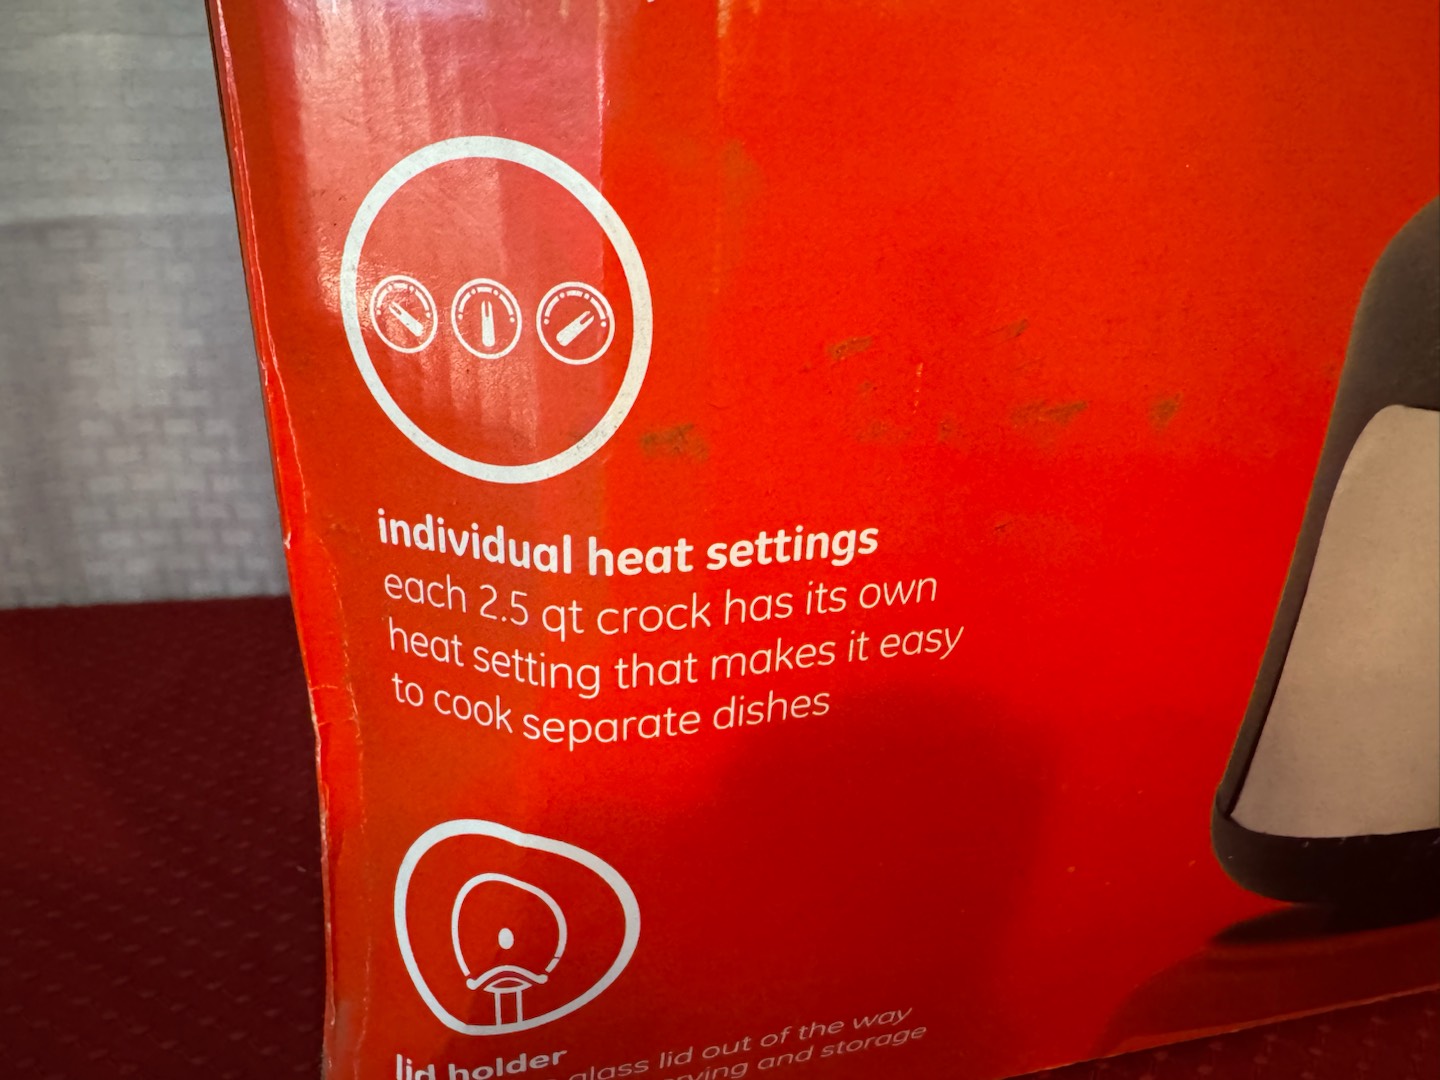 individual heat settings
each 2.5 qt crock has its own
heat setting that makes it easy
to cook separate dishes
lid holder
glass lid out of the way
and storage